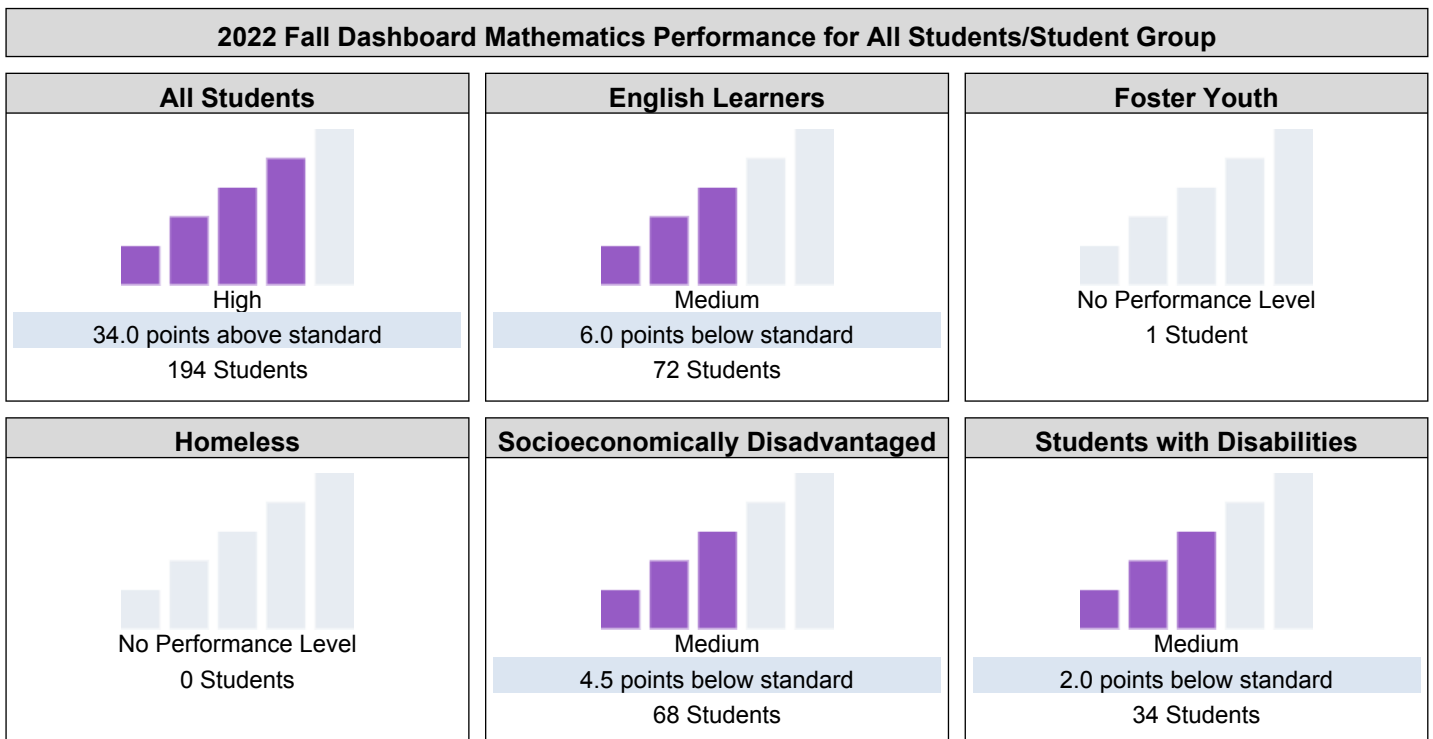 2022 Fall Dashboard Mathematics Performance for All Students/Student Group
All Students
High
34.0 points above standard
194 Students
English Learners
Medium
6.0 points below standard
72 Students
Foster Youth
No Performance Level
1 Student
Homeless
No Performance Level
0 Students
Socioeconomically Disadvantaged
Medium
4.5 points below standard
68 Students
Students with Disabilities
Medium
2.0 points below standard
34 Students